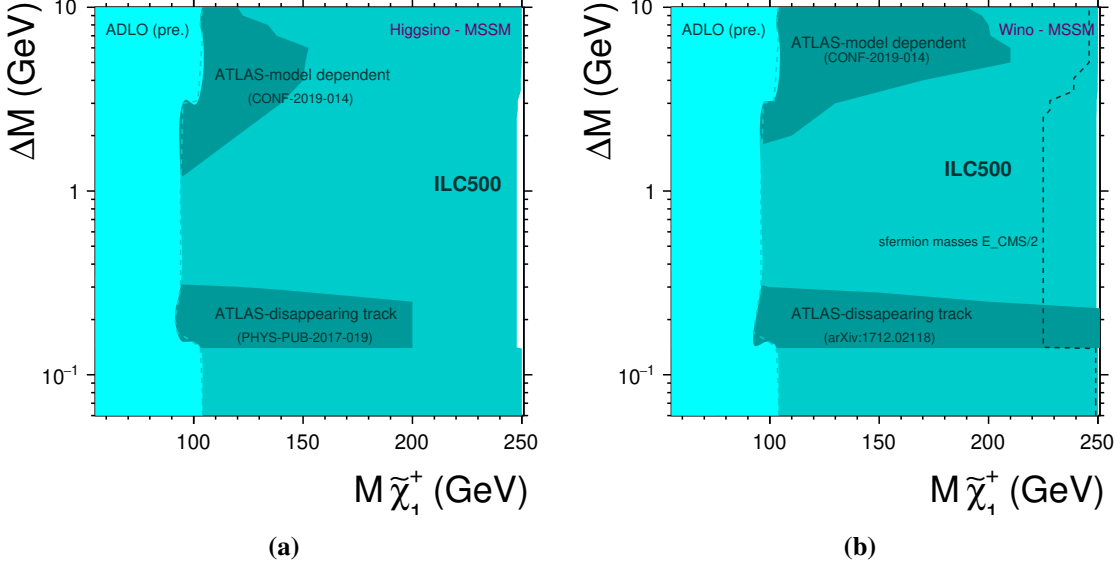 10
1
10⁻¹
ΔM (GeV)
ADLO (pre.)
Higgsino - MSSM
ATLAS-model dependent
(CONF-2019-014)
ILC500
ATLAS-disappearing track
(PHYS-PUB-2017-019)
100 150 200 250
M χ̃₁⁺ (GeV)
(a)
10
1
10⁻¹
ΔM (GeV)
ADLO (pre.)
Wino - MSSM
ATLAS-model dependent
(CONF-2019-014)
ILC500
sfermion masses E_CMS/2
ATLAS-dissapearing track
(arXiv:1712.02118)
100 150 200 250
M χ̃₁⁺ (GeV)
(b)